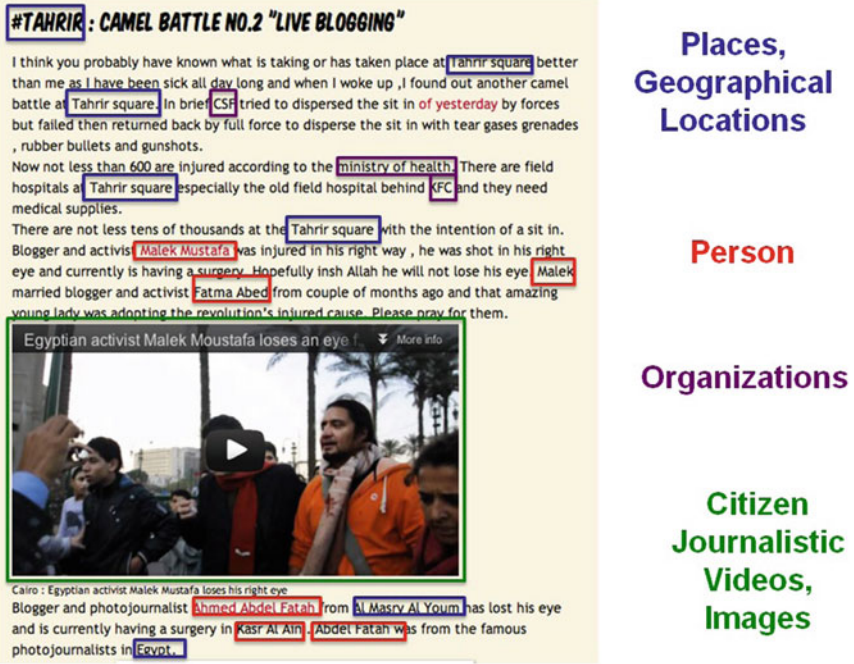 #TAHRIR : CAMEL BATTLE NO.2 "LIVE BLOGGING"
I think you probably have known what is taking or has taken place at Tahrir square better
than me as I have been sick all day long and when I woke up ,I found out another camel
battle at Tahrir square. In brief CSF tried to dispersed the sit in of yesterday by forces
but failed then returned back by full force to disperse the sit in with tear gases grenades
, rubber bullets and gunshots.
Now not less than 600 are injured according to the ministry of health. There are field
hospitals at Tahrir square especially the old field hospital behind KFC and they need
medical supplies.
There are not less tens of thousands at the Tahrir square with the intention of a sit in.
Blogger and activist Malek Mustafa was injured in his right way , he was shot in his right
eye and currently is having a surgery. Hopefully insh Allah he will not lose his eye. Malek
married blogger and activist Fatma Abed from couple of months ago and that amazing
young lady was adopting the revolution's injured cause. Please pray for them.
Egyptian activist Malek Moustafa loses an eye f... More info
Cairo : Egyptian activist Malek Mustafa loses his right eye
Blogger and photojournalist Ahmed Abdel Fatah from Al Masry Al Youm has lost his eye
and is currently having a surgery in Kasr Al Ain . Abdel Fatah was from the famous
photojournalists in Egypt.
Places,
Geographical
Locations
Person
Organizations
Citizen
Journalistic
Videos,
Images